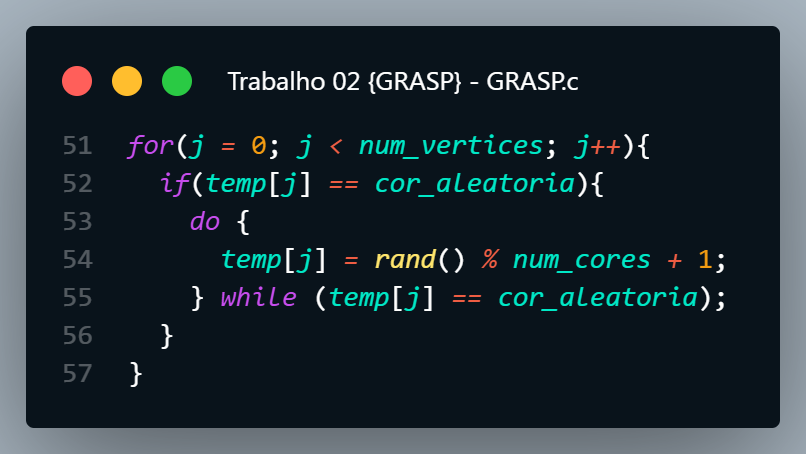 Trabalho 02 {GRASP} - GRASP.c
51 for(j = 0; j < num_vertices; j++){
52 if(temp[j] == cor_aleatoria){
53 do {
54 temp[j] = rand() % num_cores + 1;
55 } while (temp[j] == cor_aleatoria);
56 }
57 }